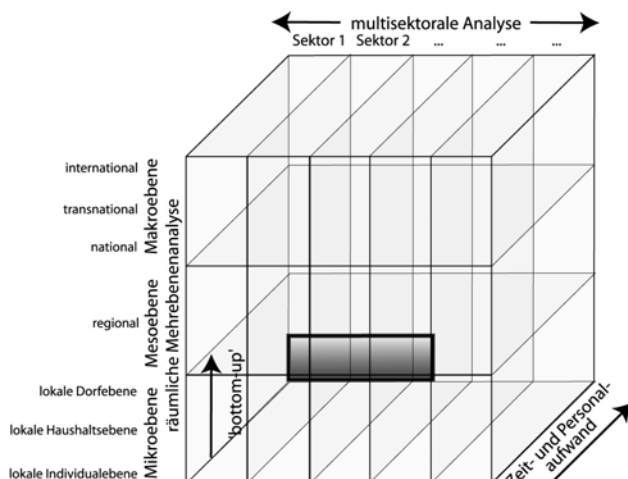 multisektorale Analyse
Sektor 1 Sektor 2 ... ... ...
international
transnational
national
Makroebene
regional
Mesoebene
lokale Dorfebene
lokale Haushaltsebene
lokale Individualebene
Mikroebene
räumliche Mehrebenenanalyse
'bottom-up'
Zeit- und Personal-
aufwand